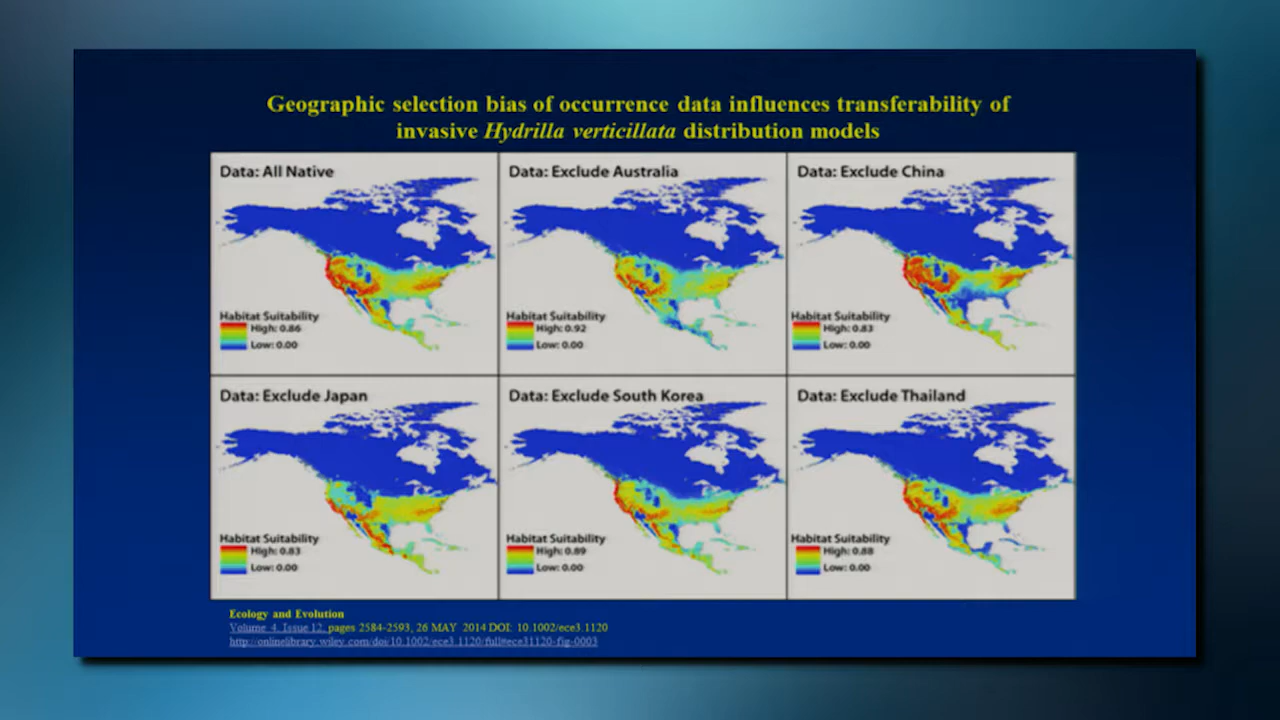 Geographic selection bias of occurrence data influences transferability of
invasive Hydrilla verticillata distribution models
Data: All Native
Habitat Suitability
High: 0.86
Low: 0.00
Data: Exclude Australia
Habitat Suitability
High: 0.92
Low: 0.00
Data: Exclude China
Habitat Suitability
High: 0.83
Low: 0.00
Data: Exclude Japan
Habitat Suitability
High: 0.83
Low: 0.00
Data: Exclude South Korea
Habitat Suitability
High: 0.89
Low: 0.00
Data: Exclude Thailand
Habitat Suitability
High: 0.88
Low: 0.00
Ecology and Evolution
Volume 4, Issue 12, pages 2584-2593, 26 MAY 2014 DOI: 10.1002/ece3.1120
http://onlinelibrary.wiley.com/doi/10.1002/ece3.1120/full#ece31120-fig-0003